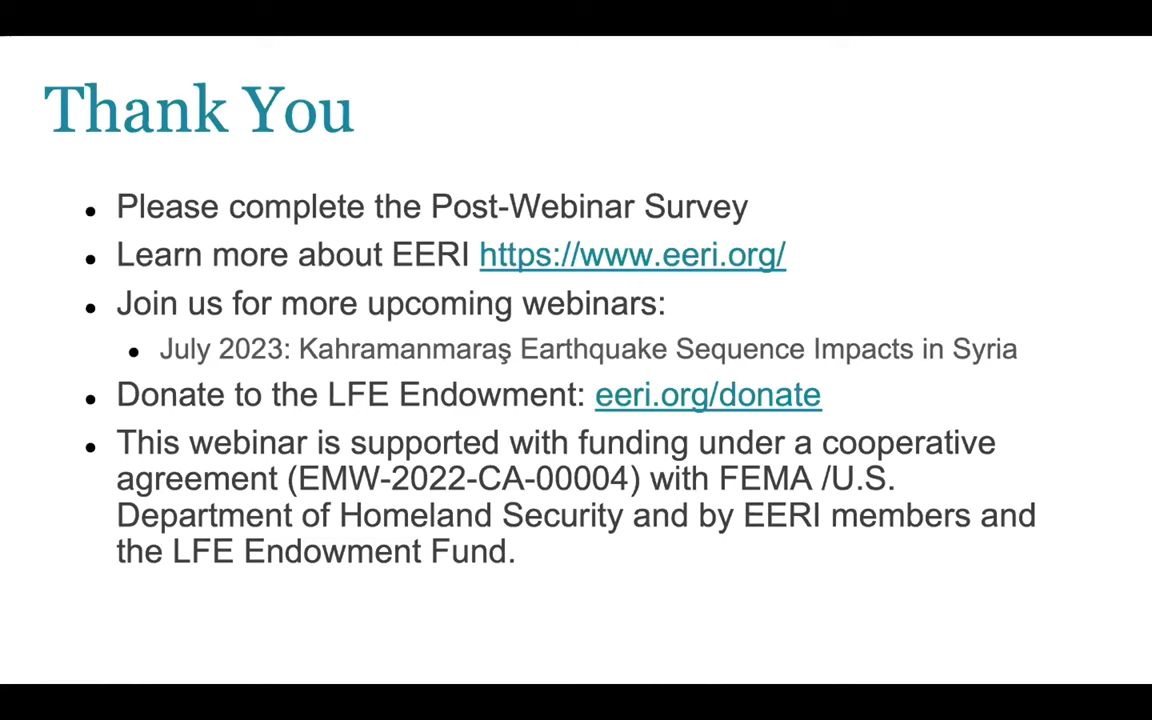 Thank You
• Please complete the Post-Webinar Survey
• Learn more about EERI https://www.eeri.org/
• Join us for more upcoming webinars:
• July 2023: Kahramanmaraş Earthquake Sequence Impacts in Syria
• Donate to the LFE Endowment: eeri.org/donate
• This webinar is supported with funding under a cooperative
agreement (EMW-2022-CA-00004) with FEMA /U.S.
Department of Homeland Security and by EERI members and
the LFE Endowment Fund.